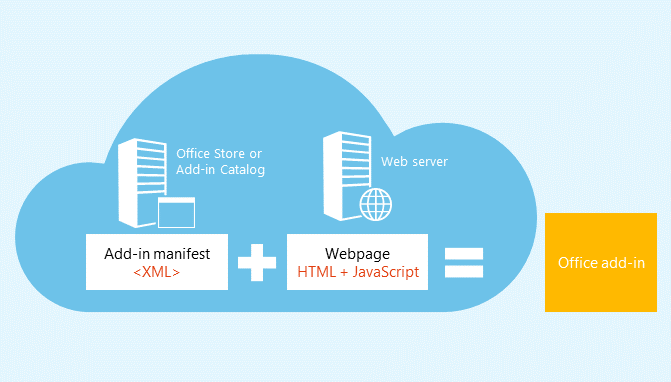 Office Store or
Add-in Catalog
Web server
Add-in manifest
<XML>
Webpage
HTML + JavaScript
Office add-in